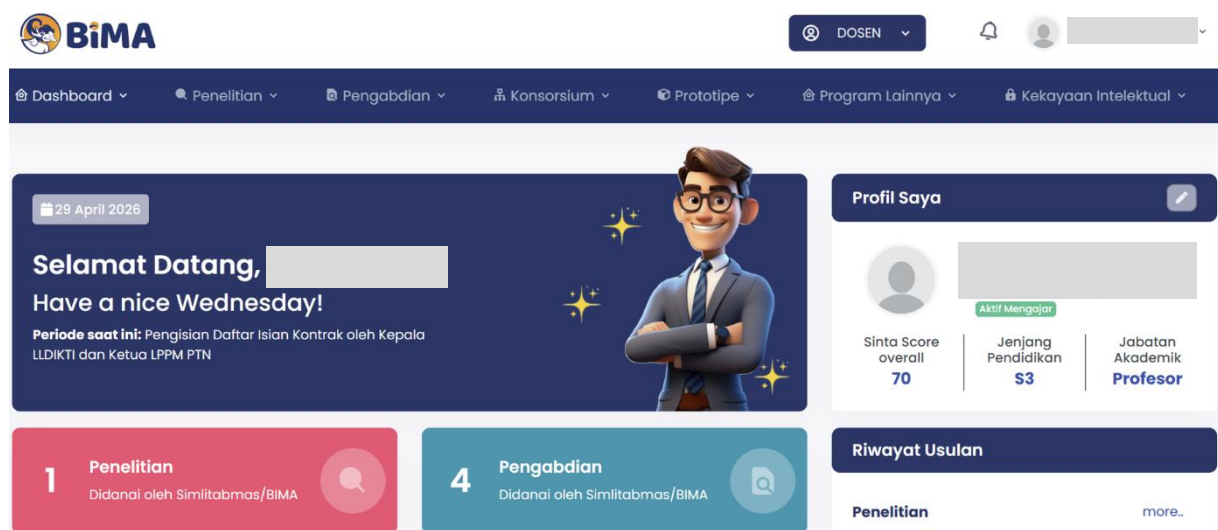 BiMA
DOSEN
Dashboard
Penelitian
Pengabdian
Konsorsium
Prototipe
Program Lainnya
Kekayaan Intelektual
29 April 2026
Selamat Datang,
Have a nice Wednesday!
Periode saat ini: Pengisian Daftar Isian Kontrak oleh Kepala
LLDIKTI dan Ketua LPPM PTN
Profil Saya
Aktif Mengajar
Sinta Score
overall
70
Jenjang
Pendidikan
S3
Jabatan
Akademik
Profesor
1
Penelitian
Didanai oleh Simlitabmas/BIMA
4
Pengabdian
Didanai oleh Simlitabmas/BIMA
Riwayat Usulan
Penelitian
more..